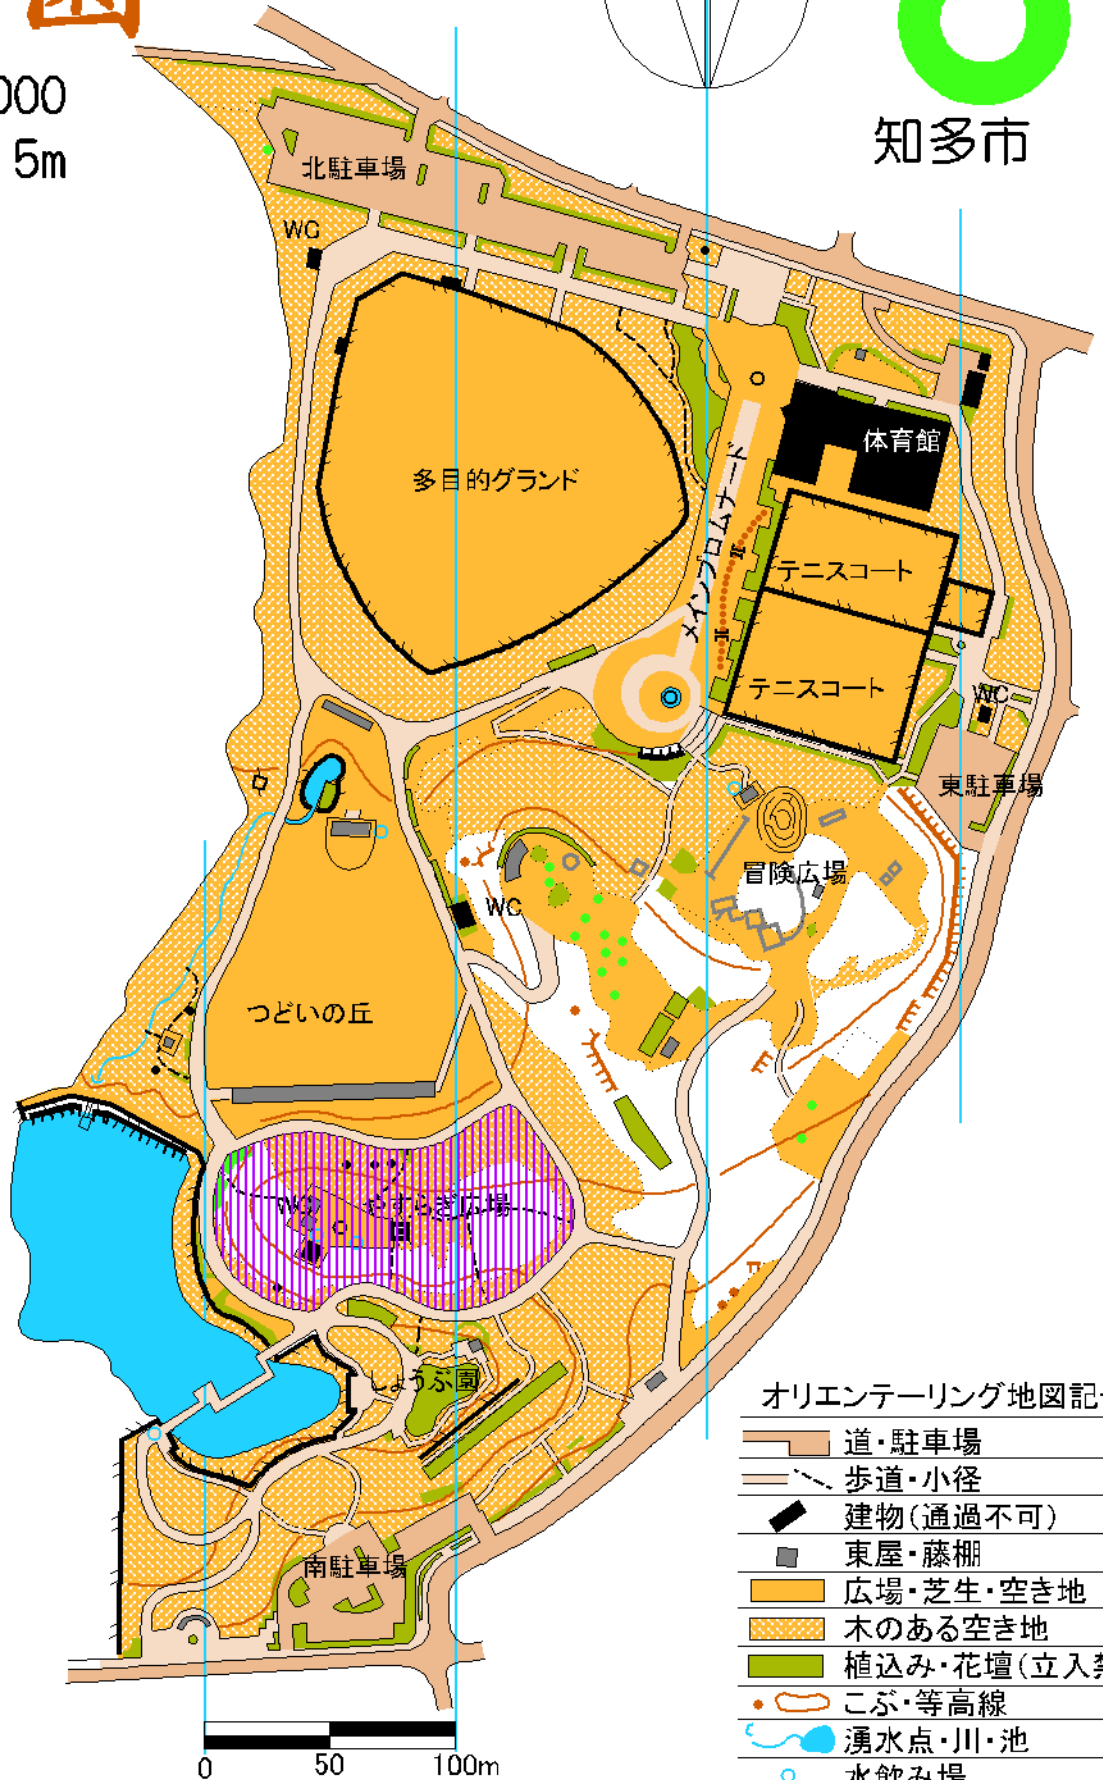 園
000
5m
知多市
北駐車場
WC
体育館
多目的グランド
メインプロムナード
テニスコート
テニスコート
WC
東駐車場
冒険広場
WC
つどいの丘
WC
やすらぎ広場
しょうぶ園
南駐車場
オリエンテーリング地図記
道・駐車場
歩道・小径
建物(通過不可)
東屋・藤棚
広場・芝生・空き地
木のある空き地
植込み・花壇(立入禁
こぶ・等高線
湧水点・川・池
水飲み場
0 50 100m